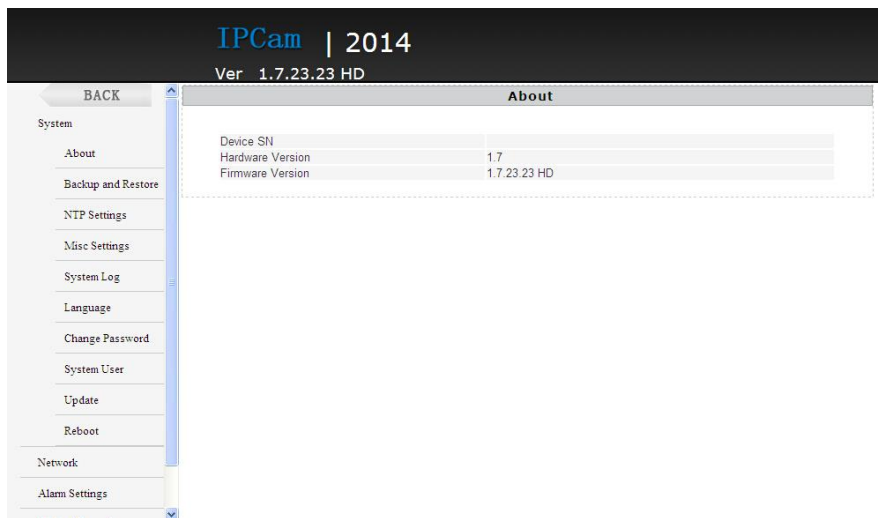 IPCam | 2014
Ver 1.7.23.23 HD
BACK
System
About
Backup and Restore
NTP Settings
Misc Settings
System Log
Language
Change Password
System User
Update
Reboot
Network
Alarm Settings
About
Device SN
Hardware Version 1.7
Firmware Version 1.7.23.23 HD